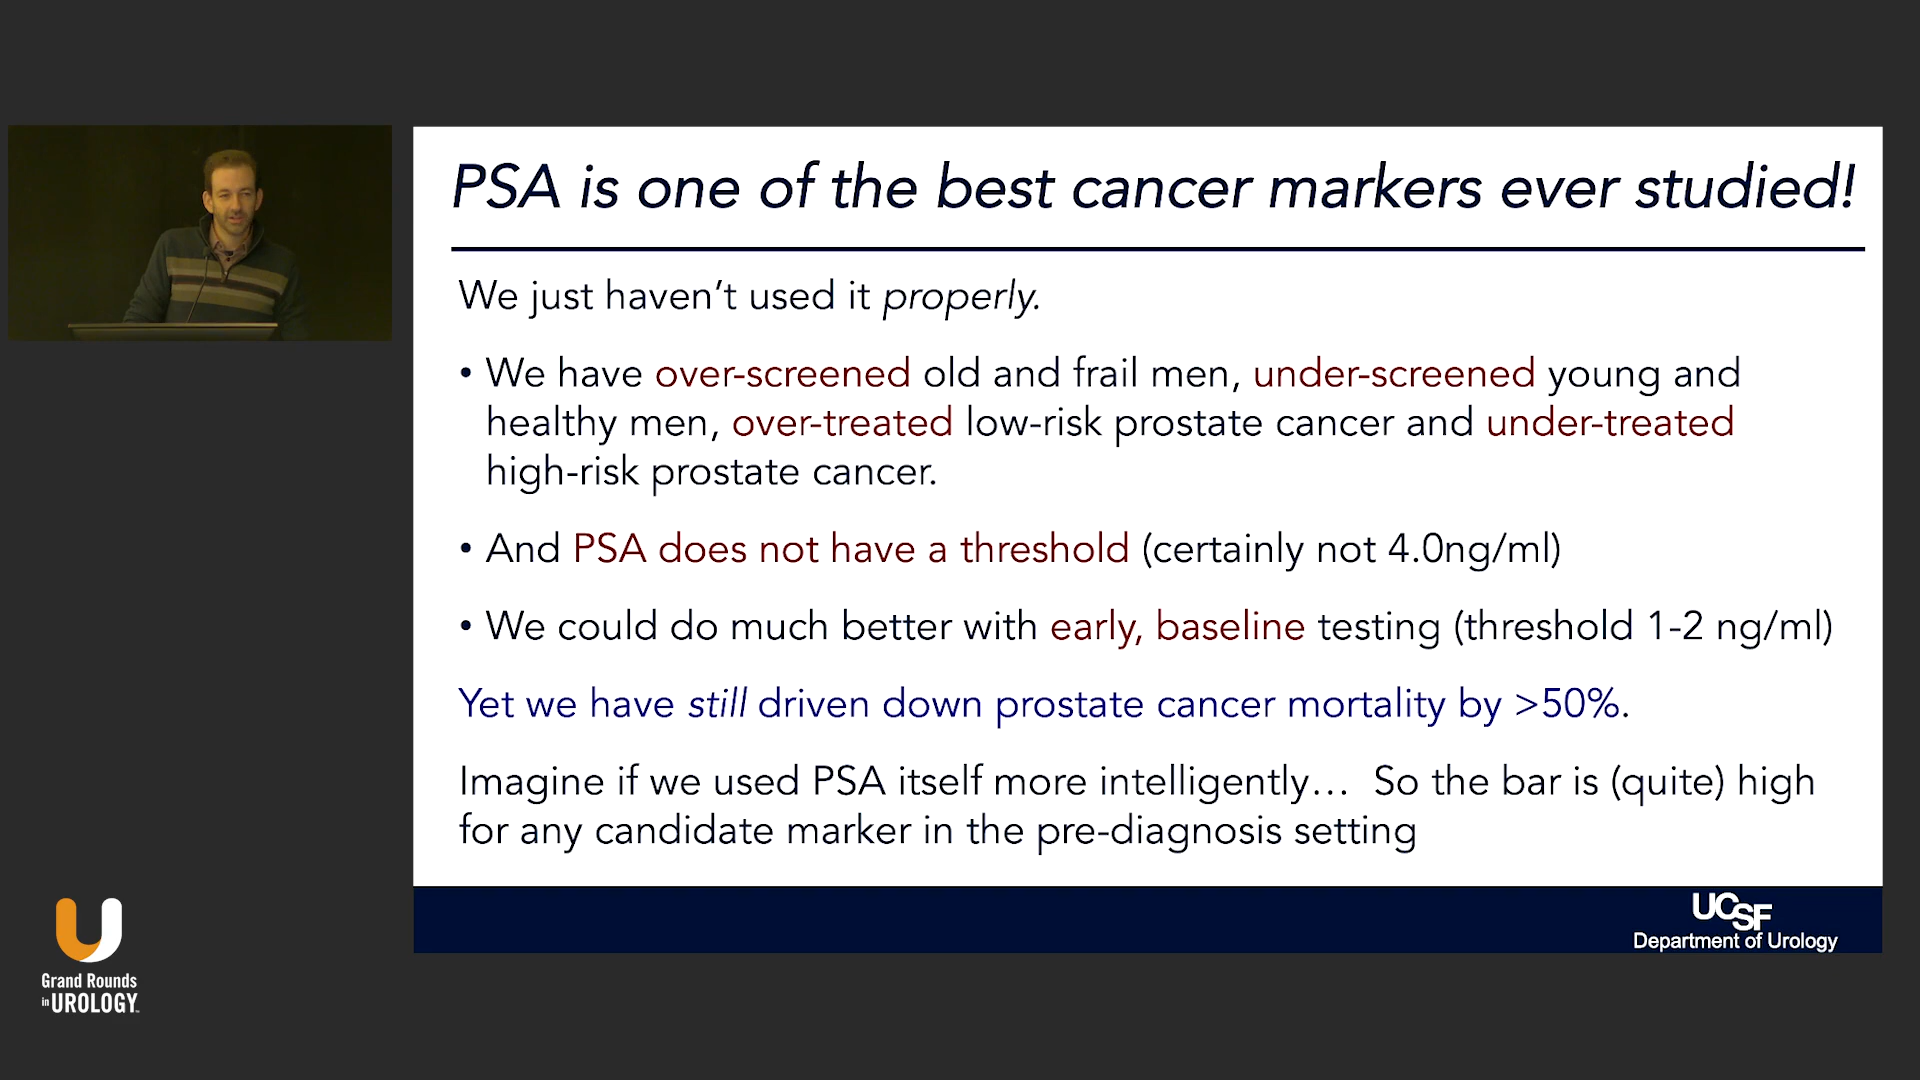 PSA is one of the best cancer markers ever studied!
We just haven’t used it properly.
• We have over-screened old and frail men, under-screened young and
healthy men, over-treated low-risk prostate cancer and under-treated
high-risk prostate cancer.
• And PSA does not have a threshold (certainly not 4.0ng/ml)
• We could do much better with early, baseline testing (threshold 1-2 ng/ml)
Yet we have still driven down prostate cancer mortality by >50%.
Imagine if we used PSA itself more intelligently… So the bar is (quite) high
for any candidate marker in the pre-diagnosis setting
UCSF
Department of Urology
U
Grand Rounds
in UROLOGY